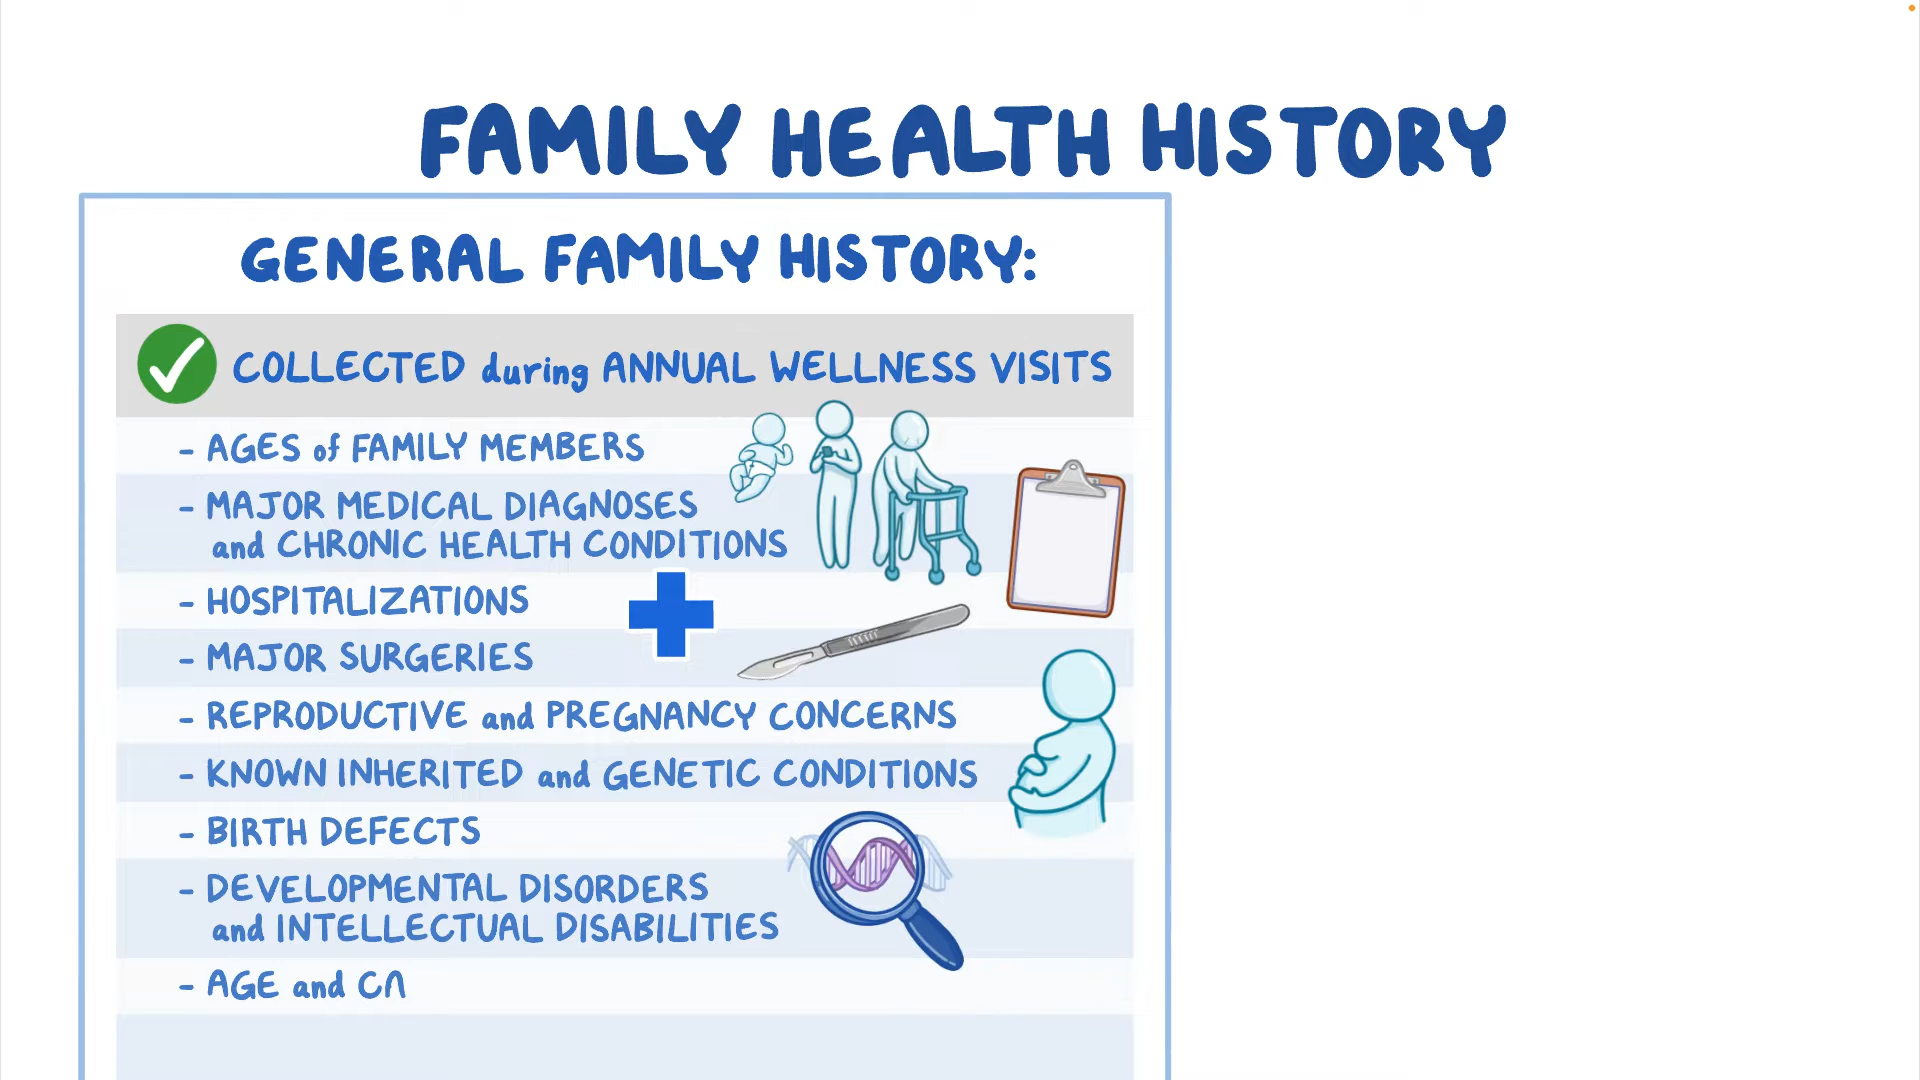 FAMILY HEALTH HISTORY
GENERAL FAMILY HISTORY:
COLLECTED during ANNUAL WELLNESS VISITS
- AGES of FAMILY MEMBERS
- MAJOR MEDICAL DIAGNOSES
and CHRONIC HEALTH CONDITIONS
- HOSPITALIZATIONS
- MAJOR SURGERIES
- REPRODUCTIVE and PREGNANCY CONCERNS
- KNOWN INHERITED and GENETIC CONDITIONS
- BIRTH DEFECTS
- DEVELOPMENTAL DISORDERS
and INTELLECTUAL DISABILITIES
- AGE and